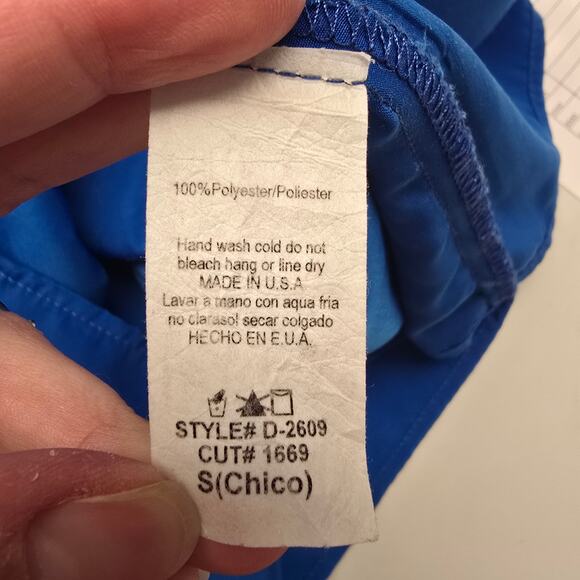 100%Polyester/Poliester
Hand wash cold do not
bleach hang or line dry
MADE IN U.S.A
Lavar a mano con aqua fria
no clarasol secar colgado
HECHO EN E.U.A.
STYLE# D-2609
CUT# 1669
S(Chico)